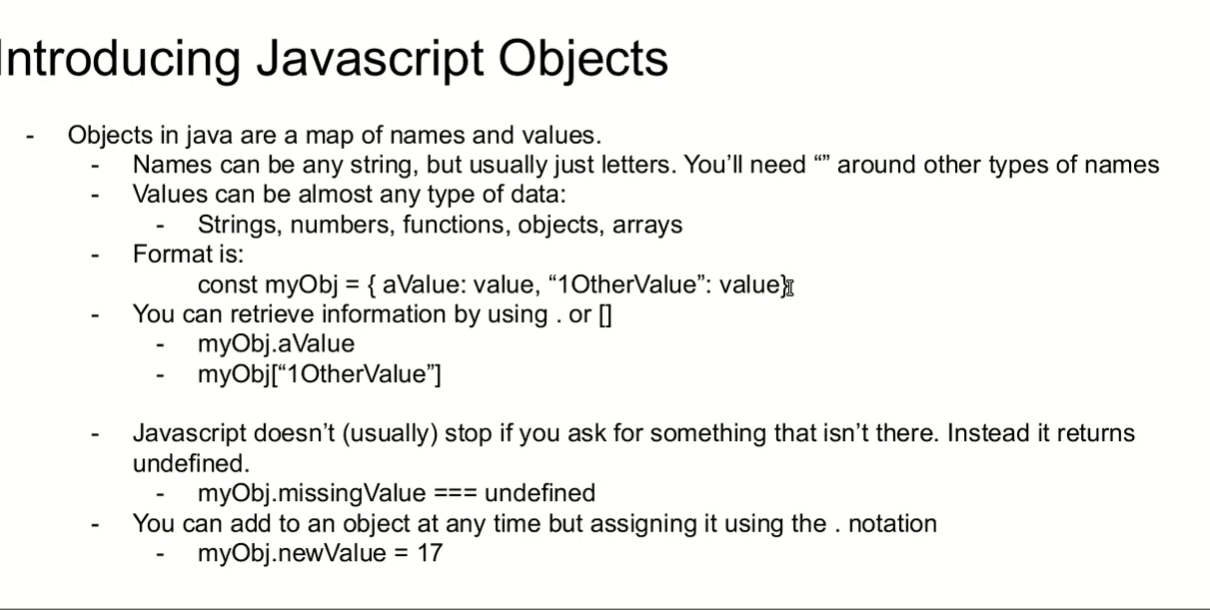 Introducing Javascript Objects
- Objects in java are a map of names and values.
- Names can be any string, but usually just letters. You’ll need “” around other types of names
- Values can be almost any type of data:
- Strings, numbers, functions, objects, arrays
- Format is:
const myObj = { aValue: value, “1OtherValue”: value}
- You can retrieve information by using . or []
- myObj.aValue
- myObj[“1OtherValue”]
- Javascript doesn’t (usually) stop if you ask for something that isn’t there. Instead it returns
undefined.
- myObj.missingValue === undefined
- You can add to an object at any time but assigning it using the . notation
- myObj.newValue = 17